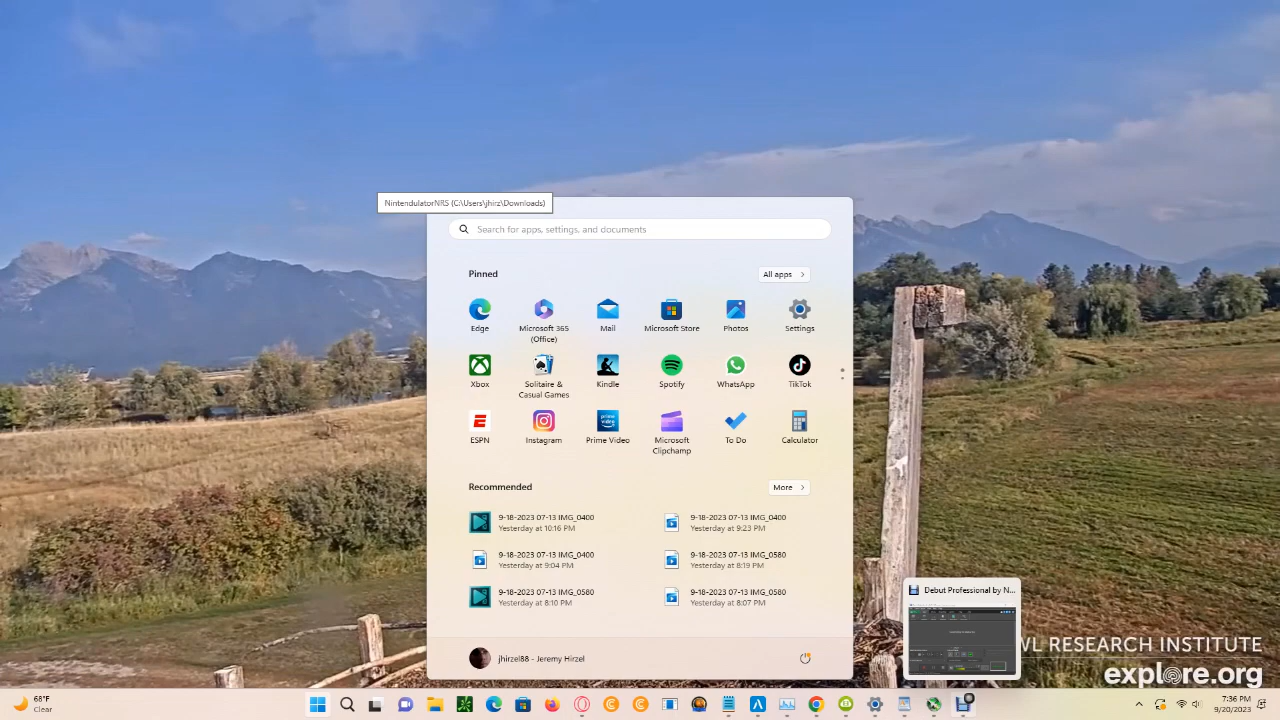 NintendulatorNRS (C:\Users\jhirz\Downloads)
Search for apps, settings, and documents
Pinned
All apps
Edge
Microsoft 365
(Office)
Mail
Microsoft Store
Photos
Settings
Xbox
Solitaire &
Casual Games
Kindle
Spotify
WhatsApp
TikTok
ESPN
Instagram
Prime Video
Microsoft
Clipchamp
To Do
Calculator
Recommended
More
9-18-2023 07-13 IMG_0400
Yesterday at 10:16 PM
9-18-2023 07-13 IMG_0400
Yesterday at 9:23 PM
9-18-2023 07-13 IMG_0400
Yesterday at 9:04 PM
9-18-2023 07-13 IMG_0580
Yesterday at 8:19 PM
9-18-2023 07-13 IMG_0580
Yesterday at 8:10 PM
9-18-2023 07-13 IMG_0580
Yesterday at 8:07 PM
Debut Professional by N...
WL RESEARCH INSTITUTE
explore.org
jhirzel88 - Jeremy Hirzel
68°F
Clear
7:36 PM
9/20/2023